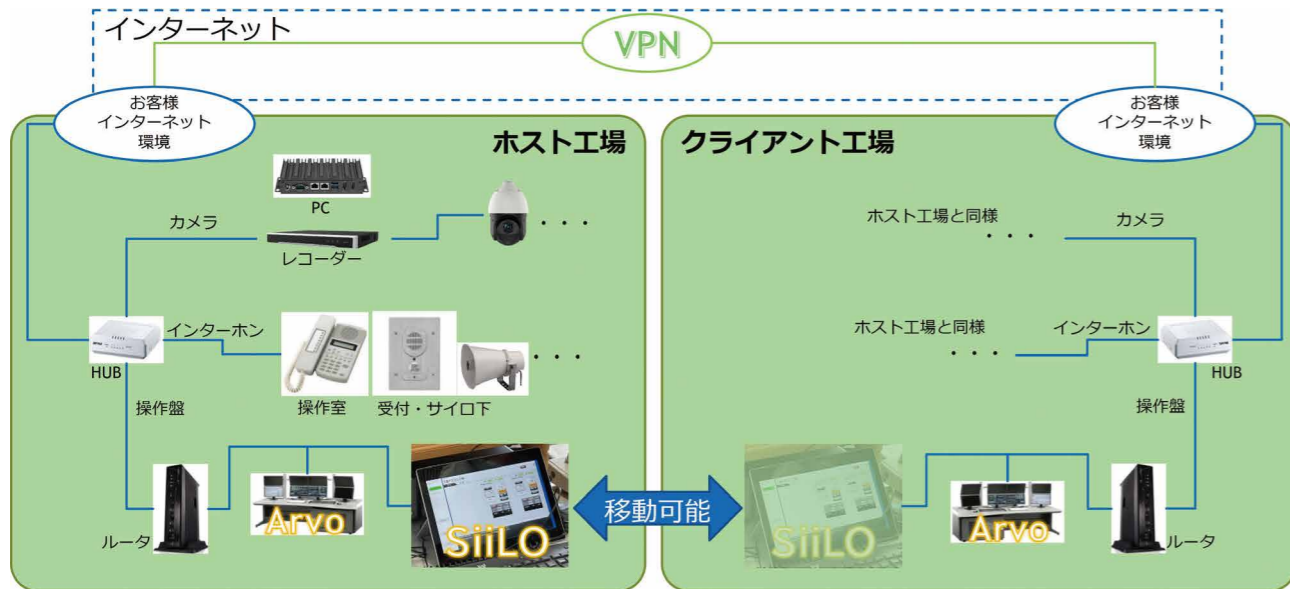 インターネット
VPN
お客様
インターネット
環境
お客様
インターネット
環境
ホスト工場
クライアント工場
PC
カメラ
レコーダー
・・・
ホスト工場と同様
・・・
カメラ
インターホン
・・・
HUB
操作室
受付・サイロ下
ホスト工場と同様
・・・
インターホン
HUB
操作盤
操作盤
ルータ
Arvo
SiiLO
移動可能
SiiLO
Arvo
ルータ